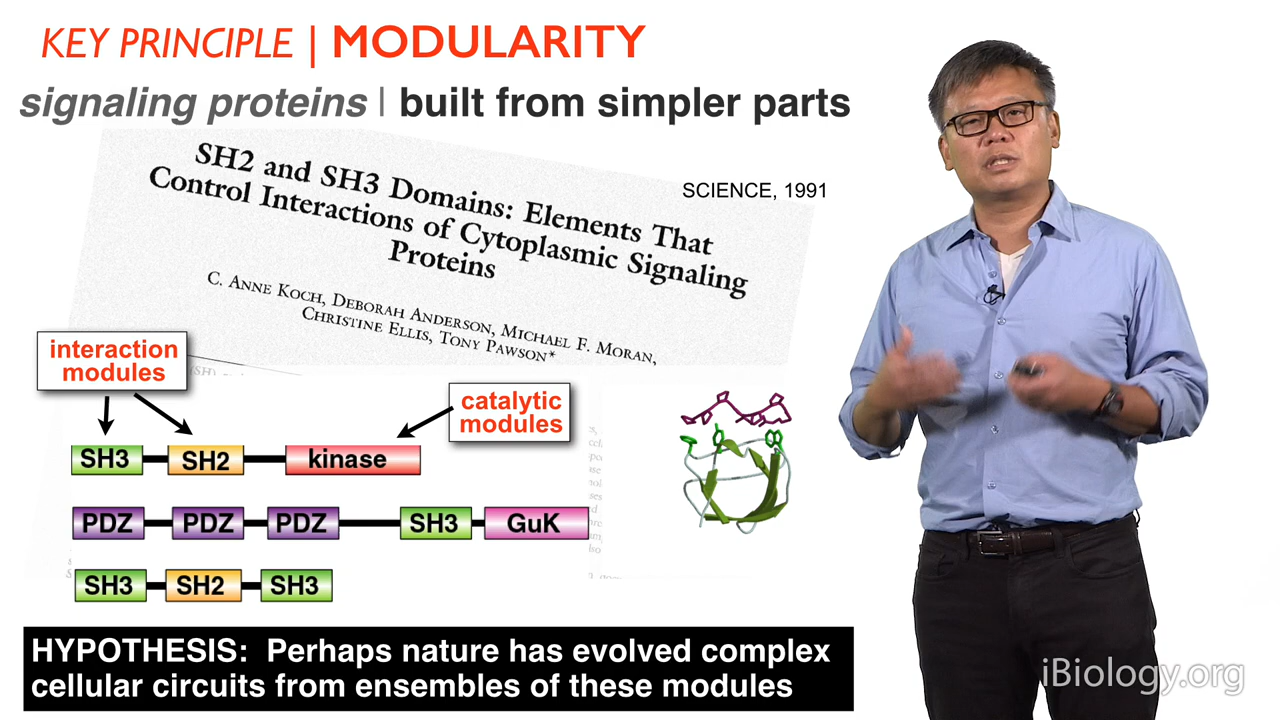 KEY PRINCIPLE | MODULARITY
signaling proteins | built from simpler parts
SH2 and SH3 Domains: Elements That
Control Interactions of Cytoplasmic Signaling
Proteins
SCIENCE, 1991
C. ANNE KOCH, DEBORAH ANDERSON, MICHAEL F. MORAN,
CHRISTINE ELLIS, TONY PAWSON*
interaction
modules
catalytic
modules
SH3 SH2 kinase
PDZ PDZ PDZ SH3 GuK
SH3 SH2 SH3
HYPOTHESIS: Perhaps nature has evolved complex
cellular circuits from ensembles of these modules
iBiology.org